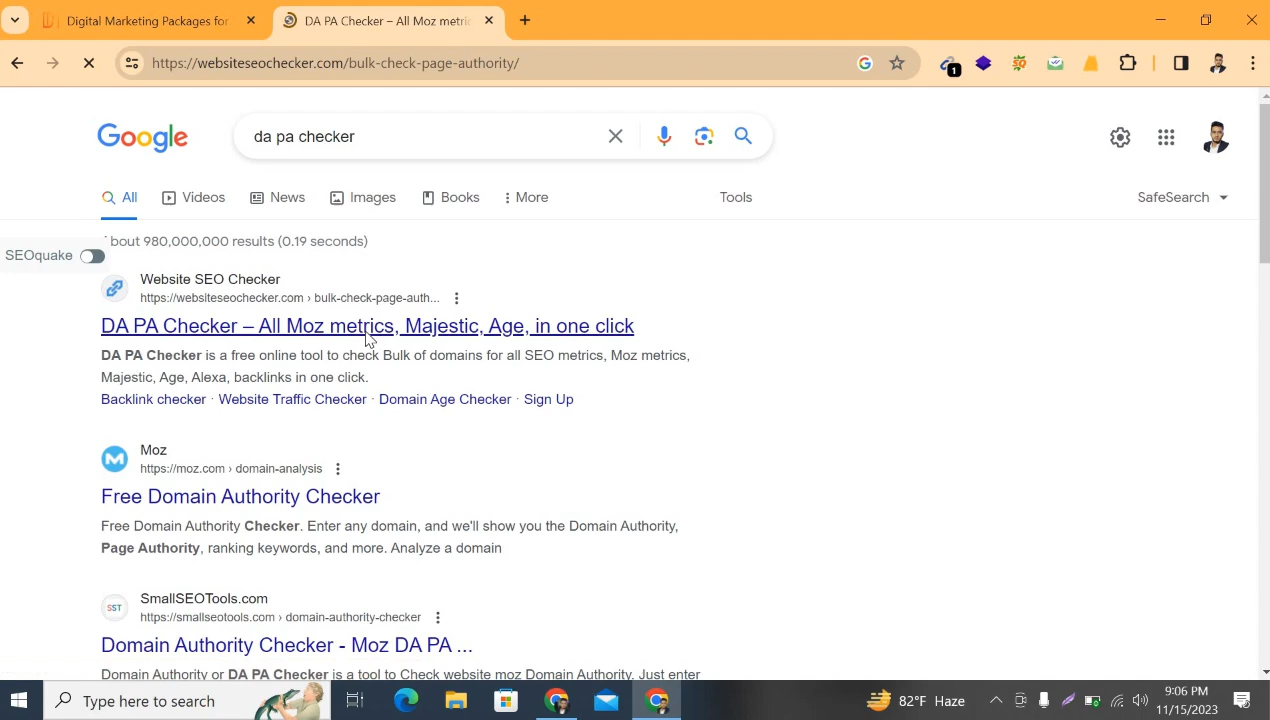 Digital Marketing Packages for
DA PA Checker – All Moz metric
https://websiteseochecker.com/bulk-check-page-authority/
1
SQ
Google
da pa checker
All
Videos
News
Images
Books
More
Tools
SafeSearch
bout 980,000,000 results (0.19 seconds)
SEOquake
Website SEO Checker
https://websiteseochecker.com › bulk-check-page-auth...
DA PA Checker – All Moz metrics, Majestic, Age, in one click
DA PA Checker is a free online tool to check Bulk of domains for all SEO metrics, Moz metrics,
Majestic, Age, Alexa, backlinks in one click.
Backlink checker · Website Traffic Checker · Domain Age Checker · Sign Up
Moz
https://moz.com › domain-analysis
Free Domain Authority Checker
Free Domain Authority Checker. Enter any domain, and we'll show you the Domain Authority,
Page Authority, ranking keywords, and more. Analyze a domain
SST
SmallSEOTools.com
https://smallseotools.com › domain-authority-checker
Domain Authority Checker - Moz DA PA ...
Domain Authority or DA PA Checker is a tool to Check website moz Domain Authority. Just enter
Type here to search
82°F Haze
9:06 PM
11/15/2023